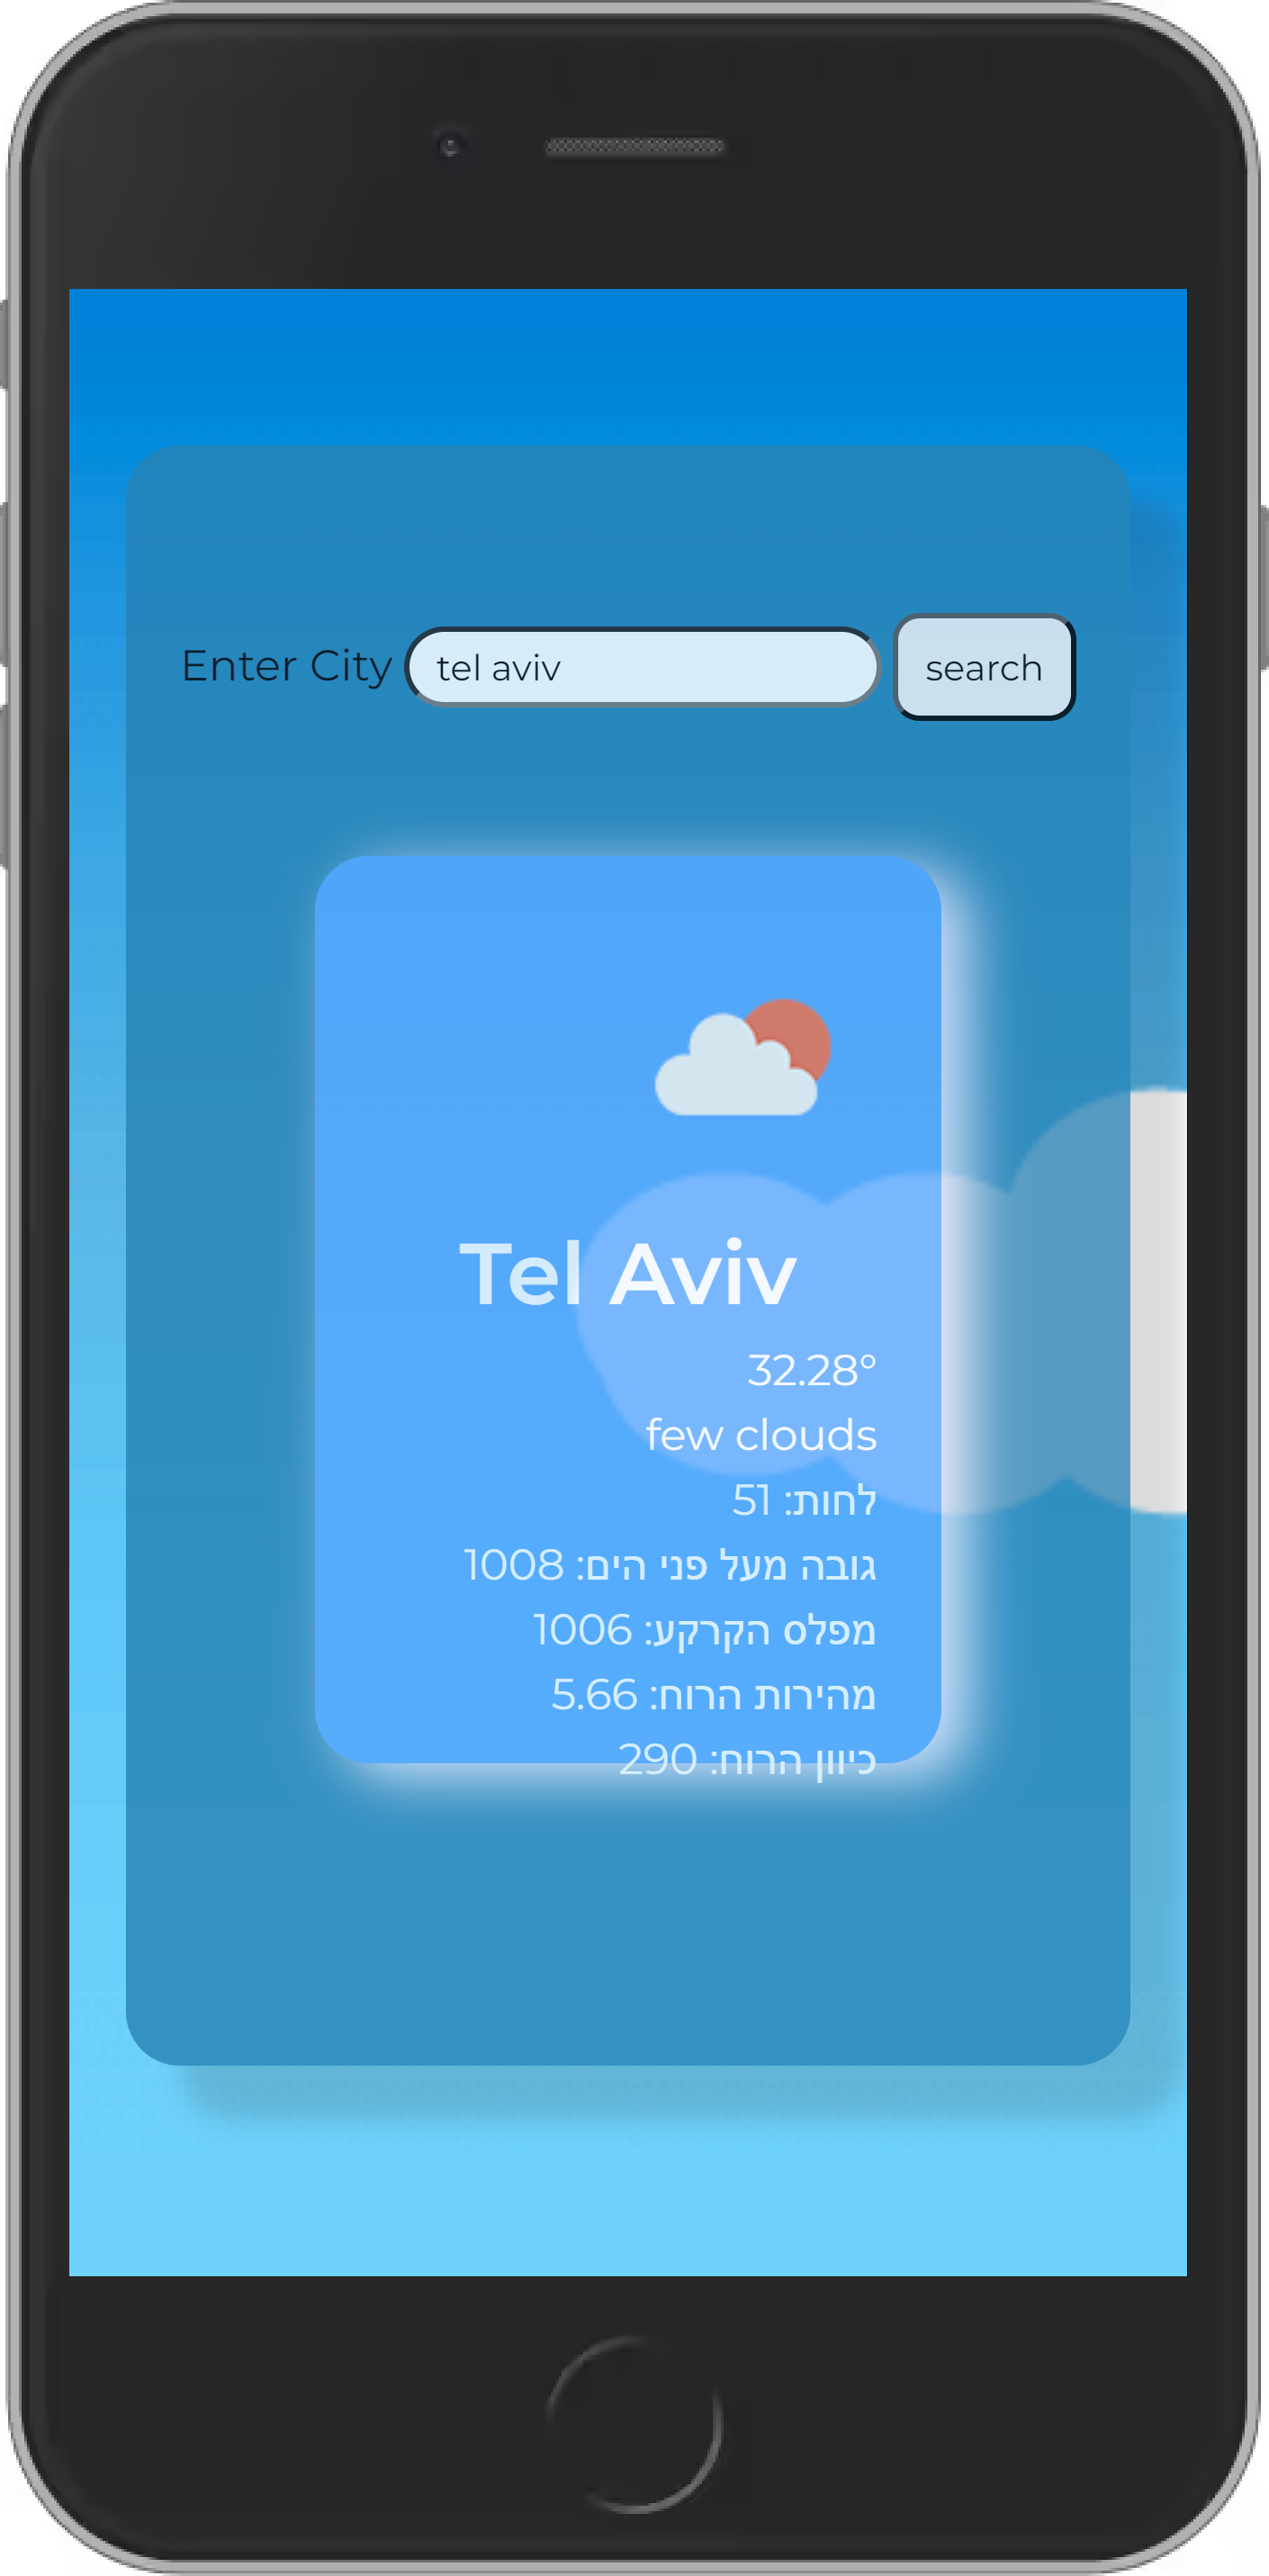 Enter City tel aviv search
Tel Aviv
32.28°
few clouds
לחות: 51
גובה מעל פני הים: 1008
מפלס הקרקע: 1006
מהירות הרוח: 5.66
כיוון הרוח: 290